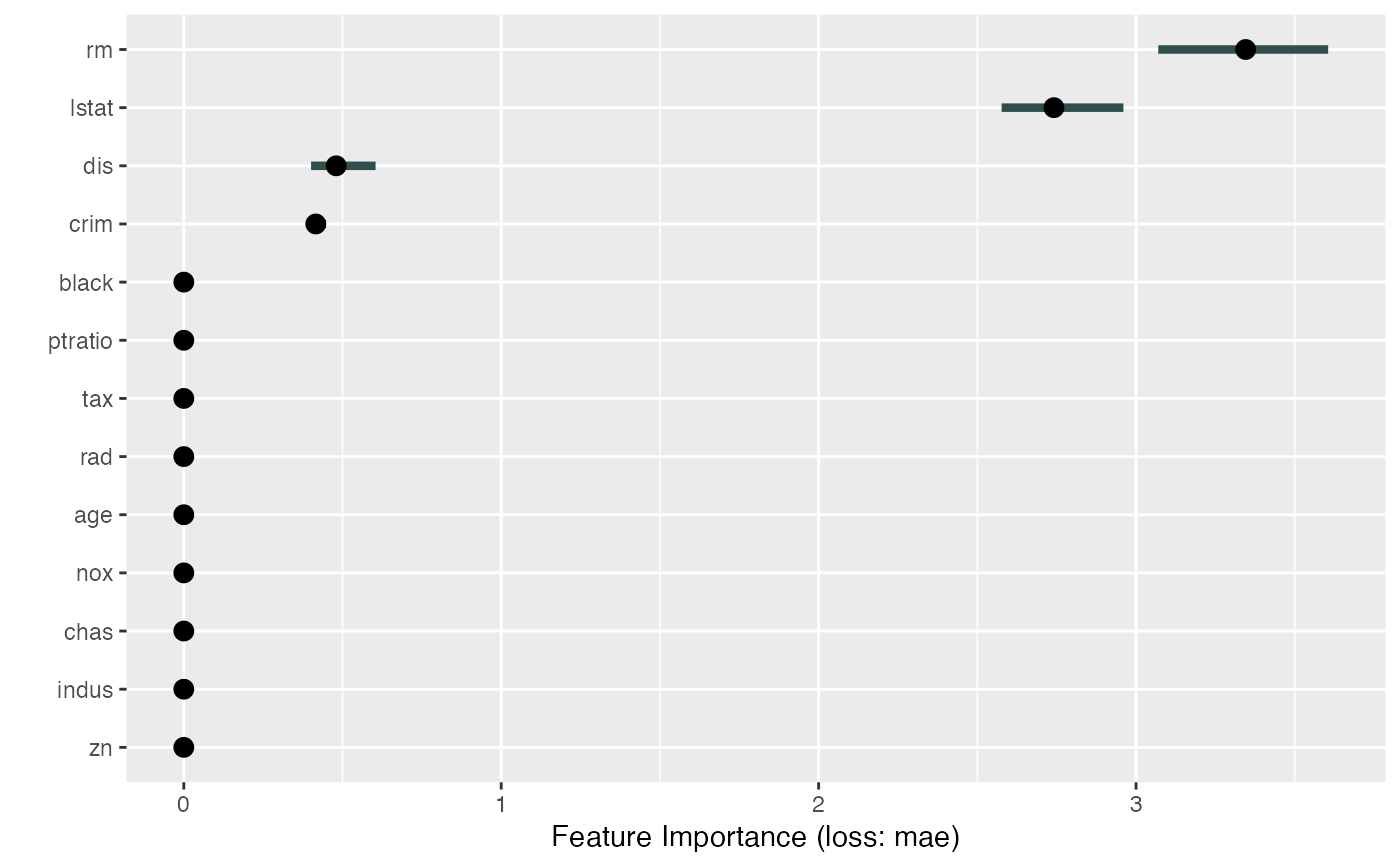 rm
lstat
dis
crim
black
ptratio
tax
rad
age
nox
chas
indus
zn
0 1 2 3
Feature Importance (loss: mae)